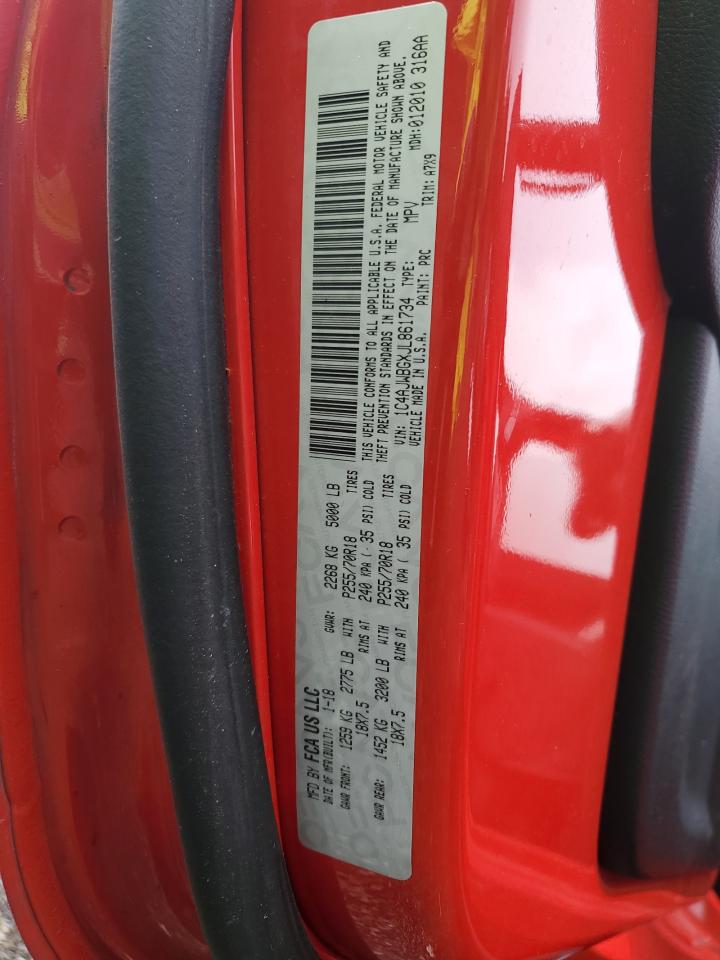 MFD BY FCA US LLC
DATE OF MFR(BUILT): 1-18 GVWR: 2268 KG 5000 LB
GAWR FRONT: 1259 KG 2775 LB WITH P255/70R18 TIRES
18X7.5 RIMS AT 240 KPA ( 35 PSI) COLD
GAWR REAR: 1452 KG 3200 LB WITH P255/70R18 TIRES
18X7.5 RIMS AT 240 KPA ( 35 PSI) COLD
THIS VEHICLE CONFORMS TO ALL APPLICABLE U.S.A. FEDERAL MOTOR VEHICLE SAFETY AND
THEFT PREVENTION STANDARDS IN EFFECT ON THE DATE OF MANUFACTURE SHOWN ABOVE.
VIN: 1C4AJWBGXJL861734 TYPE: MPV MDH:012010 316AA
VEHICLE MADE IN U.S.A. PAINT: PRC TRIM: A7X9